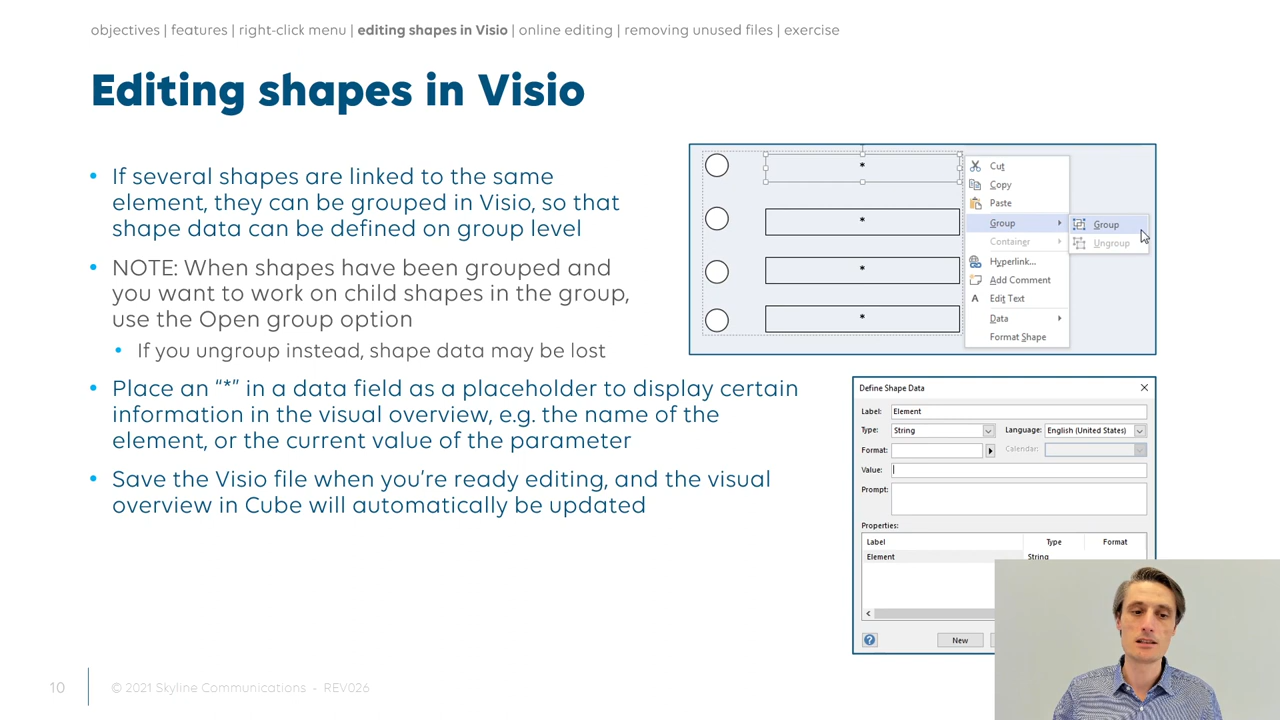 objectives | features | right-click menu | editing shapes in Visio | online editing | removing unused files | exercise
Editing shapes in Visio
• If several shapes are linked to the same
element, they can be grouped in Visio, so that
shape data can be defined on group level
• NOTE: When shapes have been grouped and
you want to work on child shapes in the group,
use the Open group option
• If you ungroup instead, shape data may be lost
• Place an “*” in a data field as a placeholder to display certain
information in the visual overview, e.g. the name of the
element, or the current value of the parameter
• Save the Visio file when you’re ready editing, and the visual
overview in Cube will automatically be updated
*
*
*
*
Cut
Copy
Paste
Group
Container
Hyperlink...
Add Comment
A Edit Text
Data
Format Shape
Group
Ungroup
Define Shape Data
Label: Element
Type: String Language: English (United States)
Format: Calendar:
Value:
Prompt:
Properties:
Label Type Format
Element String
? New
10 © 2021 Skyline Communications - REV026